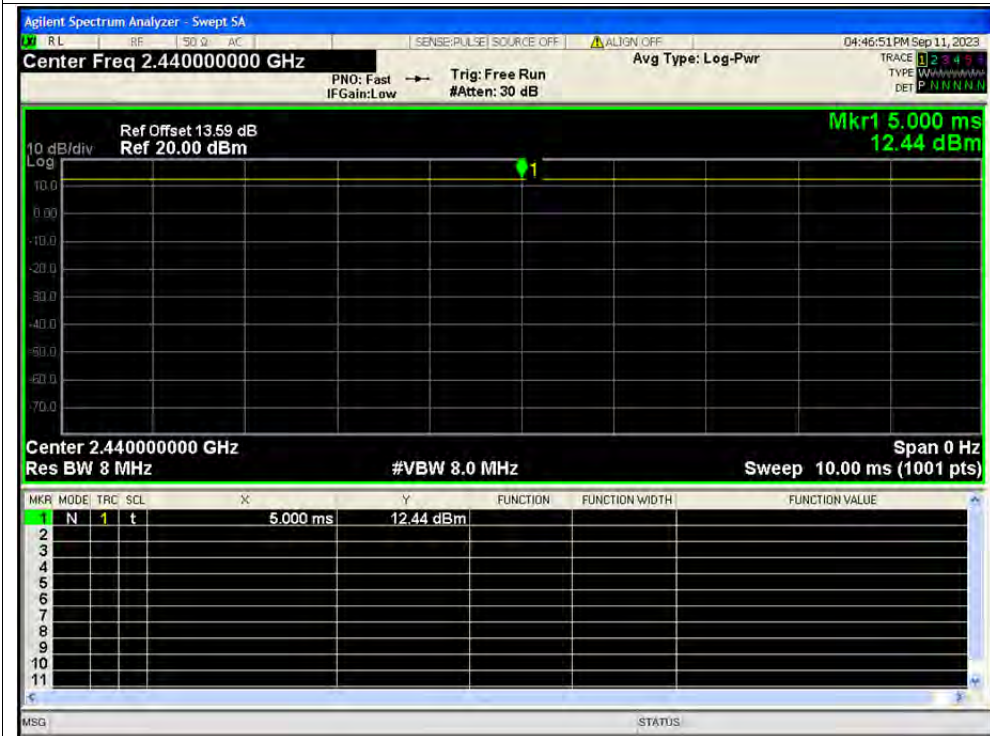 Agilent Spectrum Analyzer - Swept SA
RL RF 50 Ω AC SENSE:PULSE SOURCE OFF ALIGN OFF 04:46:51 PM Sep 11, 2023
Center Freq 2.440000000 GHz Avg Type: Log-Pwr TRACE 1 2 3 4 5 6
PNO: Fast Trig: Free Run TYPE
IFGain:Low #Atten: 30 dB DET P N N N N N
Mkr1 5.000 ms
Ref Offset 13.59 dB
10 dB/div Ref 20.00 dBm 12.44 dBm
Log
1
10.0
0.00
-10.0
-20.0
-30.0
-40.0
-50.0
-60.0
-70.0
Center 2.440000000 GHz Span 0 Hz
Res BW 8 MHz #VBW 8.0 MHz Sweep 10.00 ms (1001 pts)
MKR MODE TRC SCL X Y FUNCTION FUNCTION WIDTH FUNCTION VALUE
1 N 1 t 5.000 ms 12.44 dBm
2
3
4
5
6
7
8
9
10
11
MSG STATUS